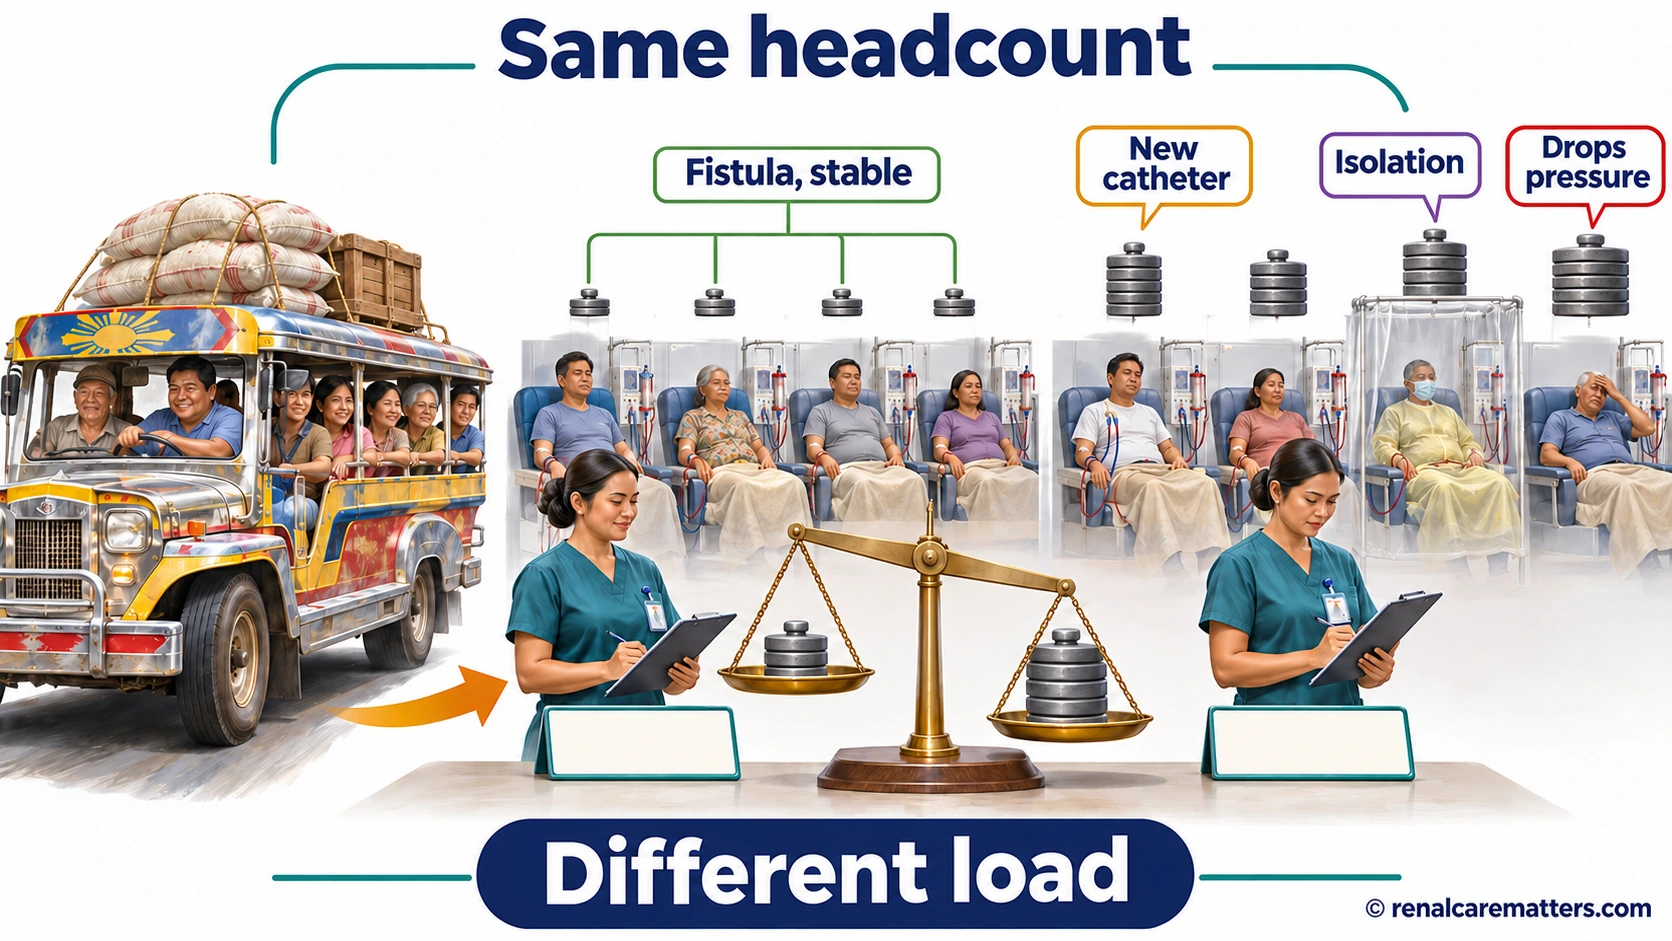 Same headcount
Fistula, stable
New
catheter
Isolation
Drops
pressure
Different load
© renalcarematters.com